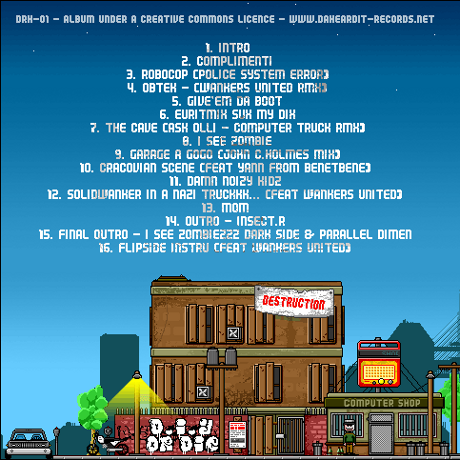 DRH-01 - ALBUM UNDER A CREATIVE COMMONS LICENCE - WWW.DAHEARDIT-RECORDS.NET
1. INTRO
2. COMPLIMENTI
3. ROBOCOP (POLICE SYSTEM ERROR)
4. OBTEK - (WANKERS UNITED RMX)
5. GIVE'EM DA BOOT
6. EURITMIX SUK MY DIX
7. THE CAVE CASK OLLI - COMPUTER TRUCK RMX)
8. I SEE ZOMBIE
9. GARAGE A GOGO (JOHN C.HOLMES MIX)
10. CRACOVIAN SCENE (FEAT YANN FROM BENETBENE)
11. DAMN NOIZY KIDZ
12. SOLIDWANKER IN A NAZI TRUCKXX... (FEAT WANKERS UNITED)
13. MOM
14. OUTRO - INSECT.R
15. FINAL OUTRO - I SEE ZOMBIEZZZ DARK SIDE & PARALLEL DIMEN
16. FLIPSIDE INSTRU (FEAT WANKERS UNITED)
DESTRUCTION
COMPUTER SHOP
D.I.Y
OR DIE